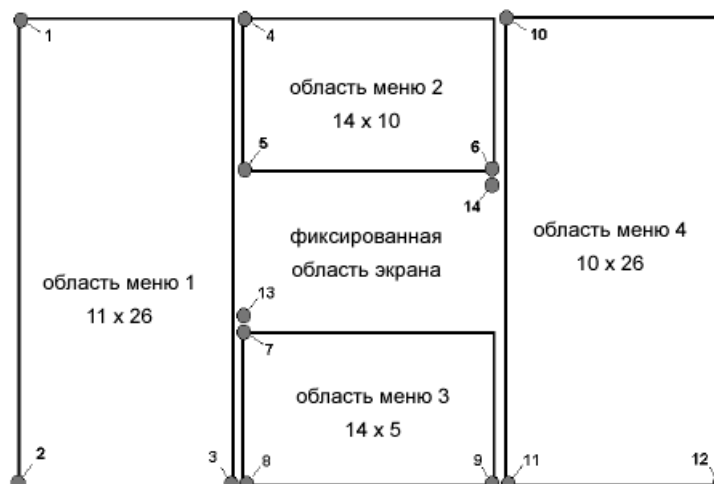 1
4
10
область меню 2
14 x 10
5
6
14
фиксированная
область экрана
область меню 4
10 x 26
область меню 1
11 x 26
13
7
область меню 3
14 x 5
2
3
8
9
11
12